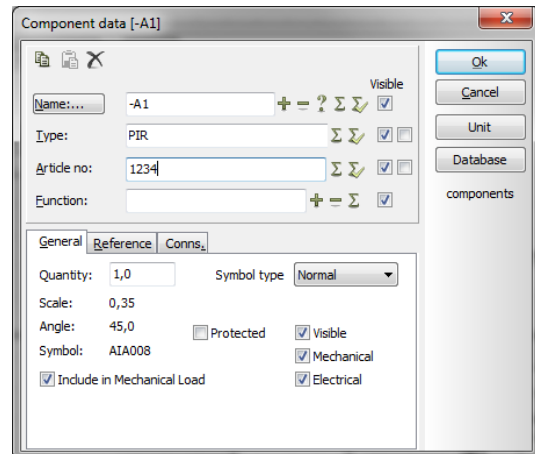 Component data [-A1]
Visible
Name:... -A1
Type: PIR
Article no: 1234
Function:
Ok
Cancel
Unit
Database
components
General Reference Conns.
Quantity: 1,0 Symbol type Normal
Scale: 0,35
Angle: 45,0 Protected Visible
Symbol: AIA008 Mechanical
Include in Mechanical Load Electrical